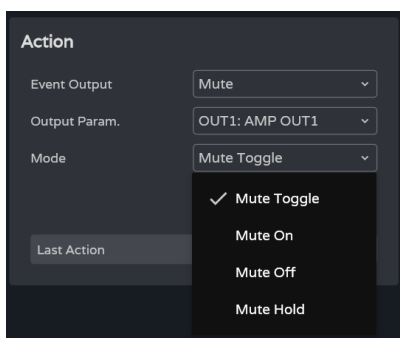 Action
Event Output Mute
Output Param. OUT1: AMP OUT1
Mode Mute Toggle
Mute Toggle
Mute On
Last Action
Mute Off
Mute Hold